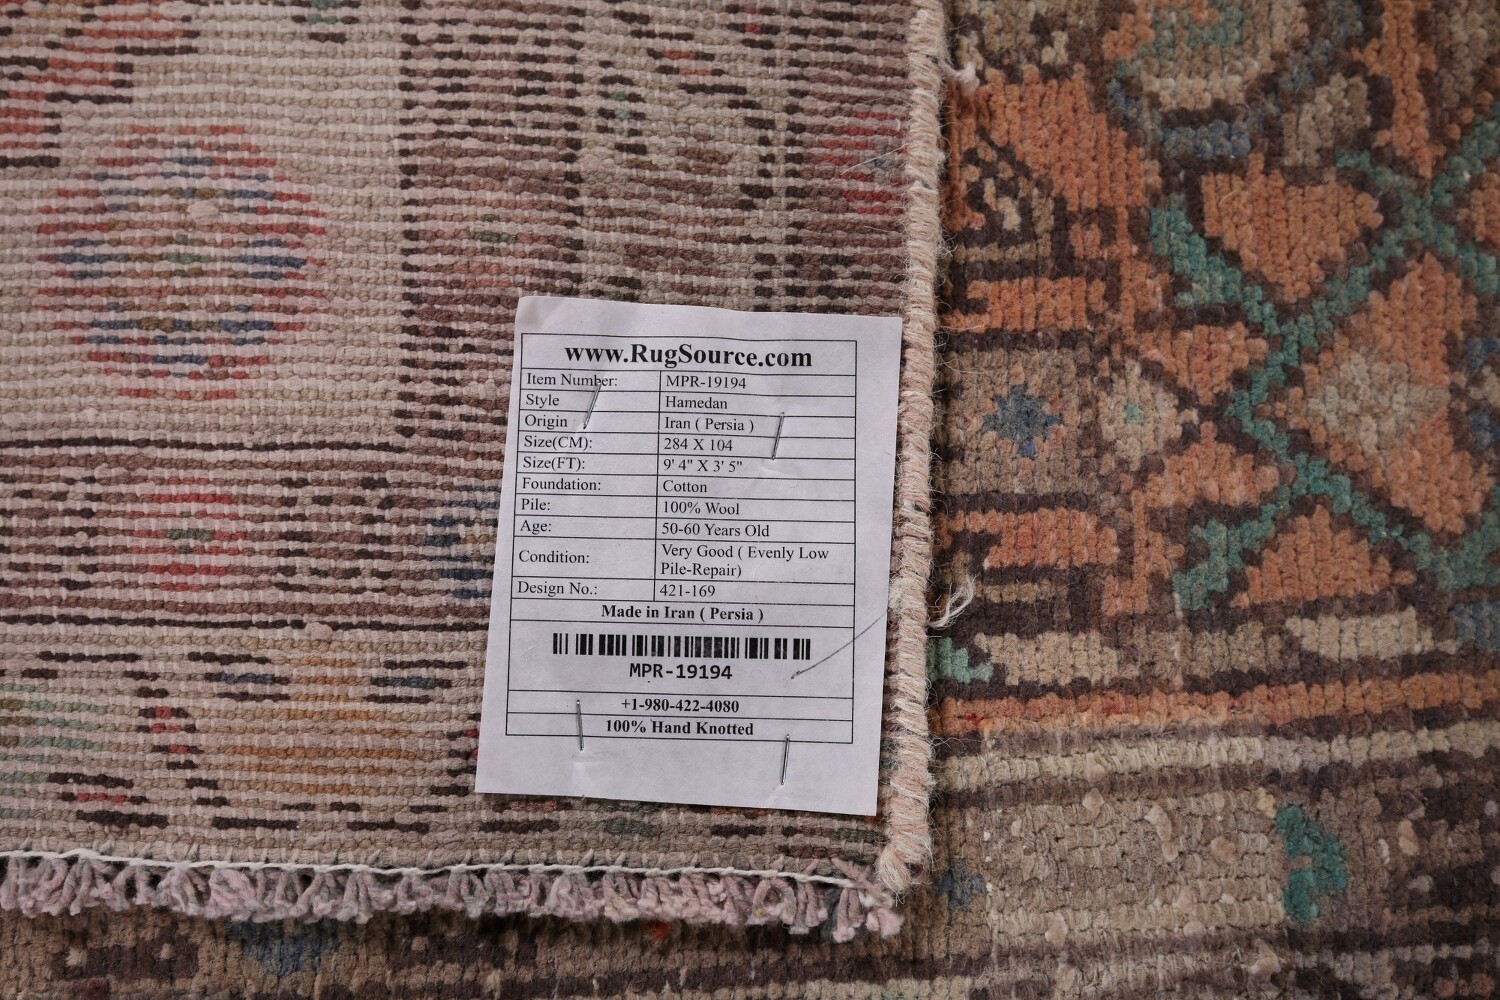 www.RugSource.com
Item Number: MPR-19194
Style Hamedan
Origin Iran ( Persia )
Size(CM): 284 X 104
Size(FT): 9' 4" X 3' 5"
Foundation: Cotton
Pile: 100% Wool
Age: 50-60 Years Old
Condition: Very Good ( Evenly Low
Pile-Repair)
Design No.: 421-169
Made in Iran ( Persia )
MPR-19194
+1-980-422-4080
100% Hand Knotted